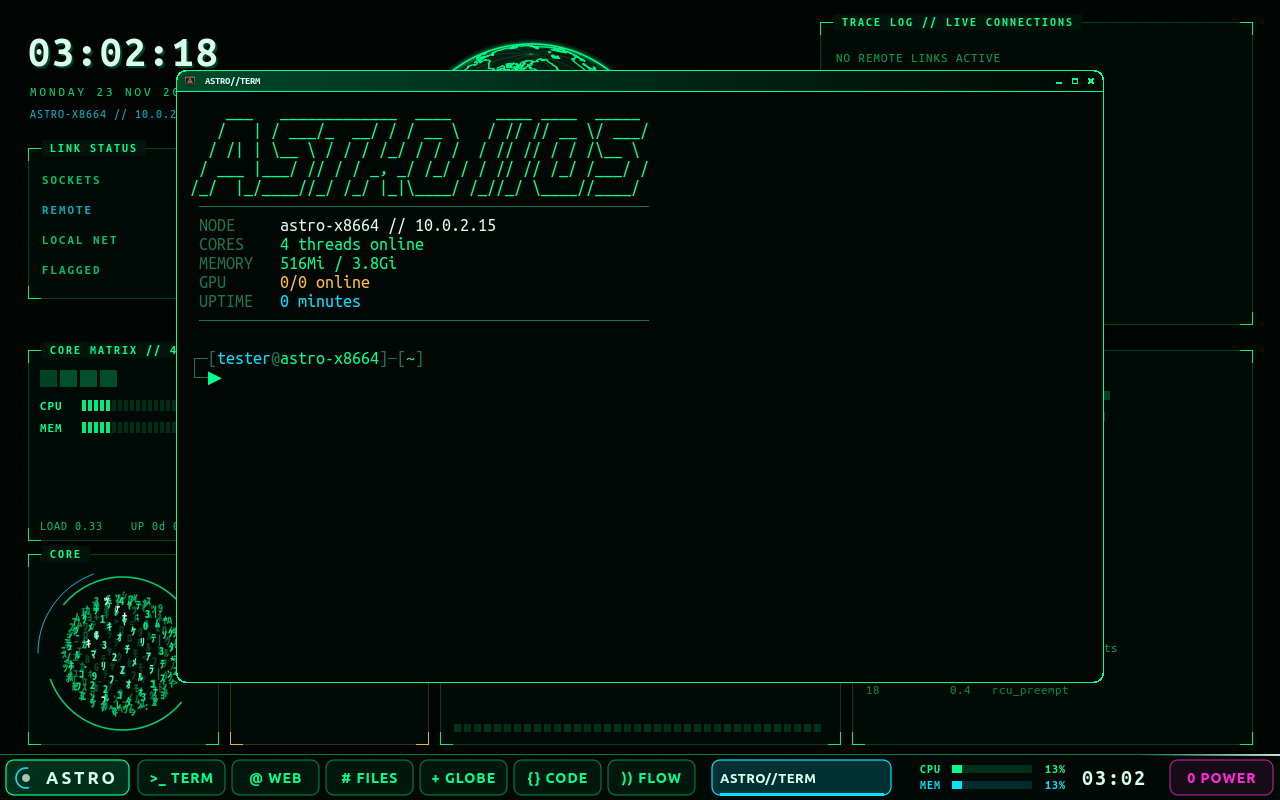 03:02:18
MONDAY 23 NOV 20
ASTRO-X8664 // 10.0.2
LINK STATUS
SOCKETS
REMOTE
LOCAL NET
FLAGGED
TRACE LOG // LIVE CONNECTIONS
NO REMOTE LINKS ACTIVE
ASTRO//TERM
ASTRO//OS
NODE astro-x8664 // 10.0.2.15
CORES 4 threads online
MEMORY 516Mi / 3.8Gi
GPU 0/0 online
UPTIME 0 minutes
┌─[tester@astro-x8664]─[~]
└─▶
CORE MATRIX // 4
CPU
MEM
LOAD 0.33 UP 0d
CORE
ts
18 0.4 rcu_preempt
ASTRO
>_ TERM
@ WEB
# FILES
+ GLOBE
{} CODE
)) FLOW
ASTRO//TERM
CPU 13%
MEM 13%
03:02
0 POWER